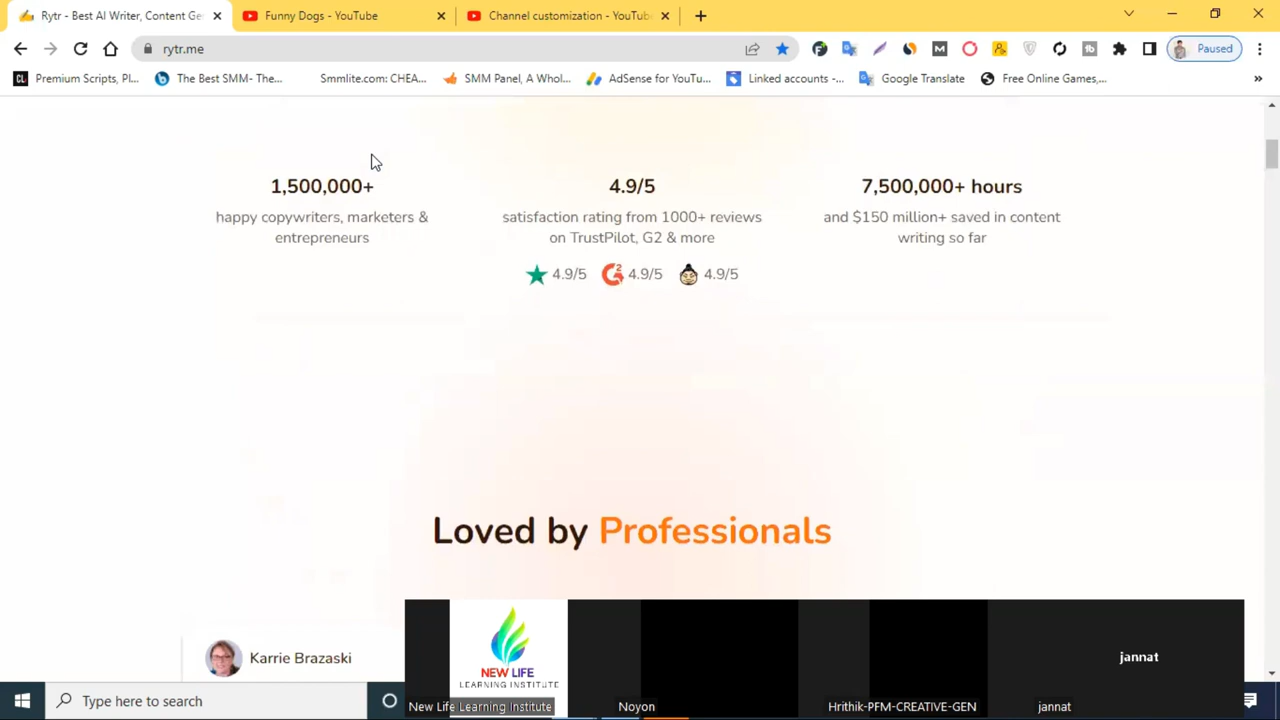 Rytr - Best AI Writer, Content Ge
Funny Dogs - YouTube
Channel customization - YouTube
rytr.me
Paused
CL Premium Scripts, Pl...
The Best SMM- The...
Smmlite.com: CHEA...
SMM Panel, A Whol...
AdSense for YouTu...
Linked accounts -...
Google Translate
Free Online Games,...
1,500,000+
happy copywriters, marketers &
entrepreneurs
4.9/5
satisfaction rating from 1000+ reviews
on TrustPilot, G2 & more
4.9/5 4.9/5 4.9/5
7,500,000+ hours
and $150 million+ saved in content
writing so far
Loved by Professionals
Karrie Brazaski
NEW LIFE
LEARNING INSTITUTE
jannat
New Life Learning Institute
Noyon
Hrithik-PFM-CREATIVE-GEN
jannat
Type here to search